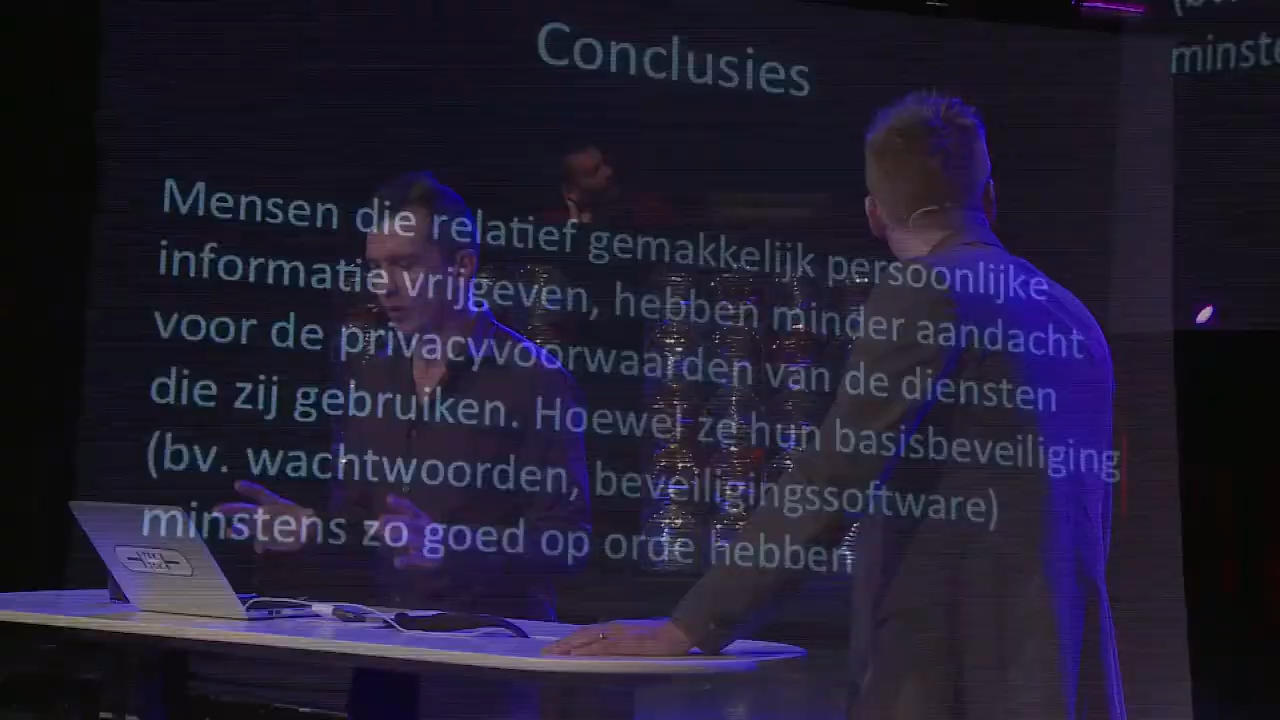 Conclusies
minste
Mensen die relatief gemakkelijk persoonlijke
informatie vrijgeven, hebben minder aandacht
voor de privacyvoorwaarden van de diensten
die zij gebruiken. Hoewel ze hun basisbeveiliging
(bv. wachtwoorden, beveiligingssoftware)
minstens zo goed op orde hebben